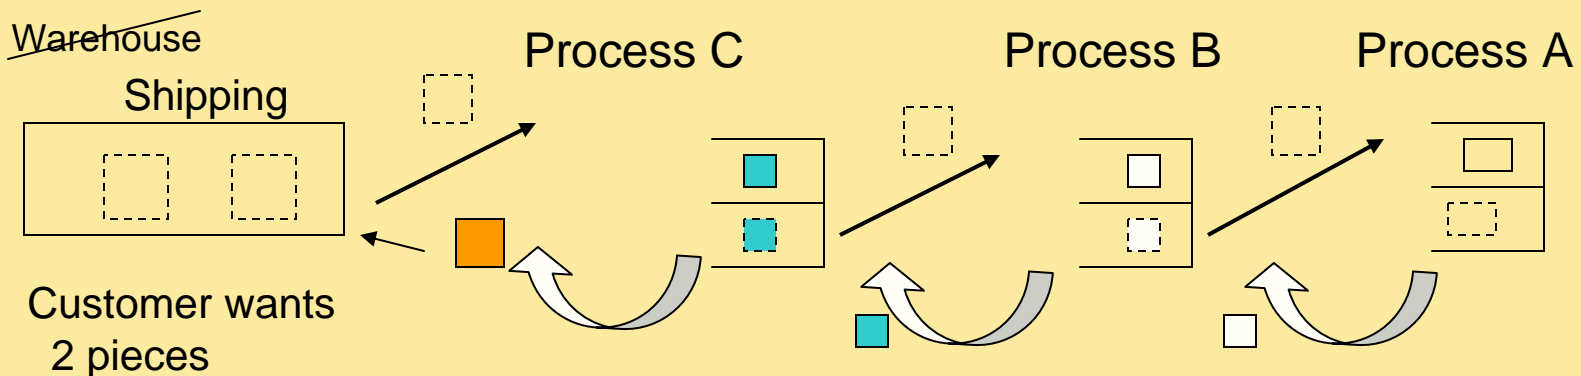 Warehouse
Shipping
Process C
Process B
Process A
Customer wants
2 pieces